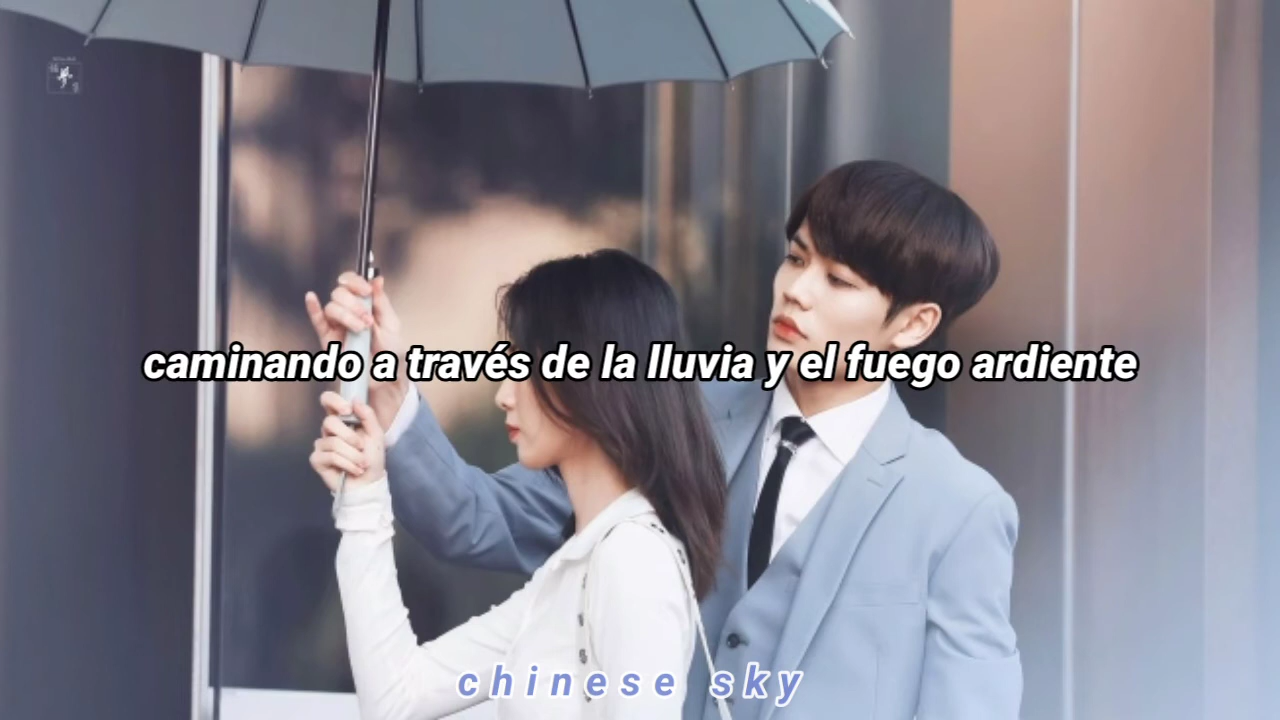 caminando a través de la lluvia y el fuego ardiente
chinese sky